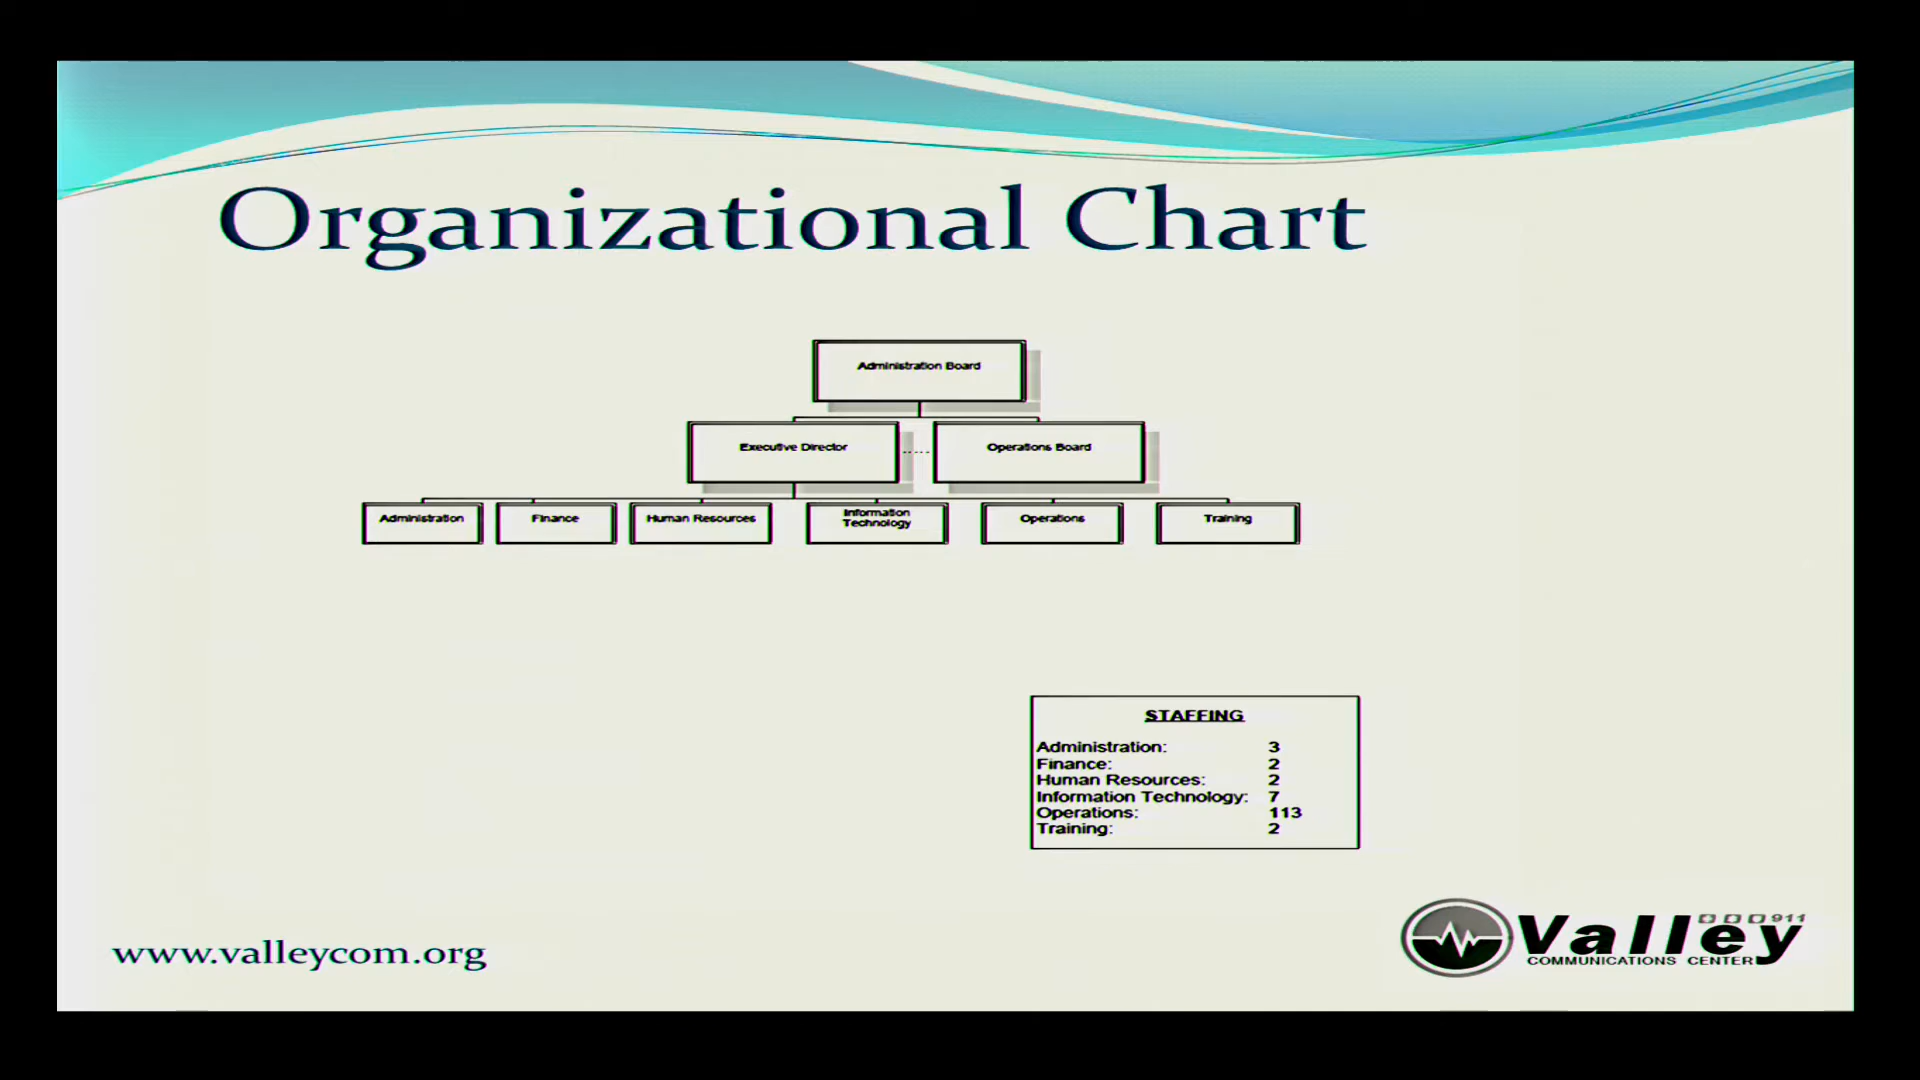 Organizational Chart
Administration Board
Executive Director
Operations Board
Administration
Finance
Human Resources
Information
Technology
Operations
Training
STAFFING
Administration: 3
Finance: 2
Human Resources: 2
Information Technology: 7
Operations: 113
Training: 2
www.valleycom.org
911
Valley
COMMUNICATIONS CENTER